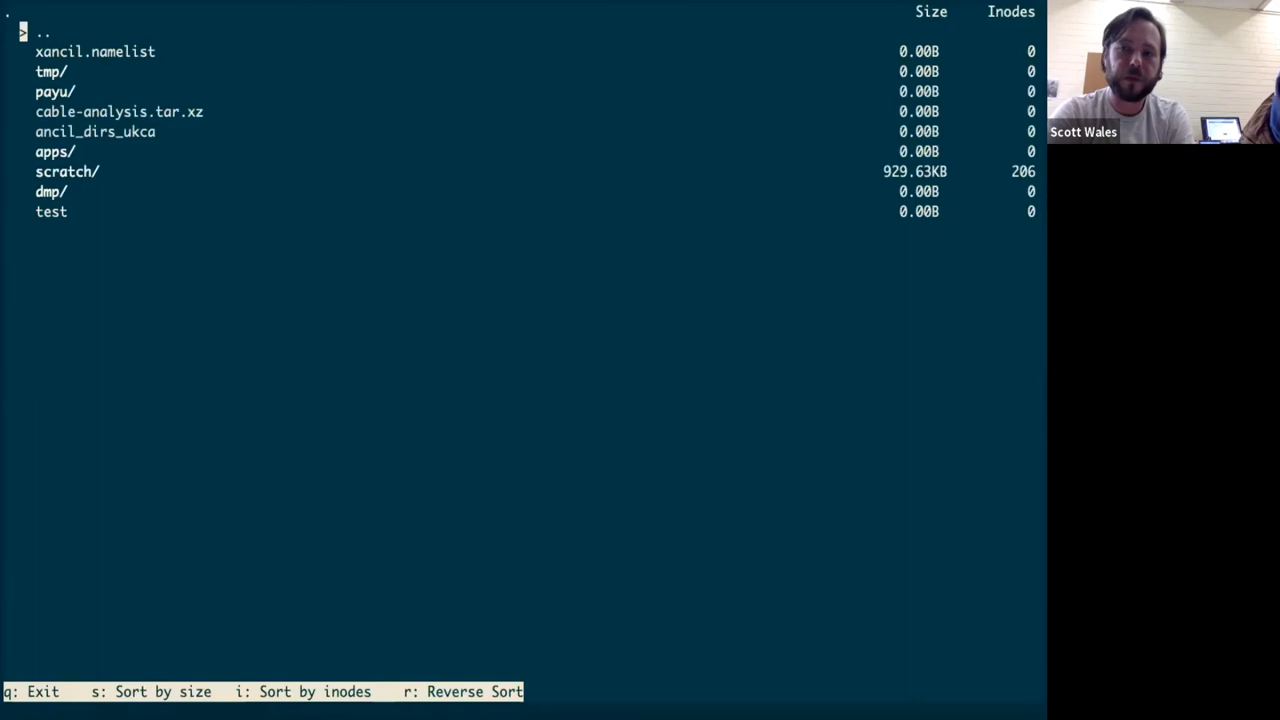 . Size Inodes
> ..
xancil.namelist 0.00B 0
tmp/ 0.00B 0
payu/ 0.00B 0
cable-analysis.tar.xz 0.00B 0
ancil_dirs_ukca 0.00B 0
apps/ 0.00B 0
scratch/ 929.63KB 206
dmp/ 0.00B 0
test 0.00B 0
q: Exit s: Sort by size i: Sort by inodes r: Reverse Sort
Scott Wales